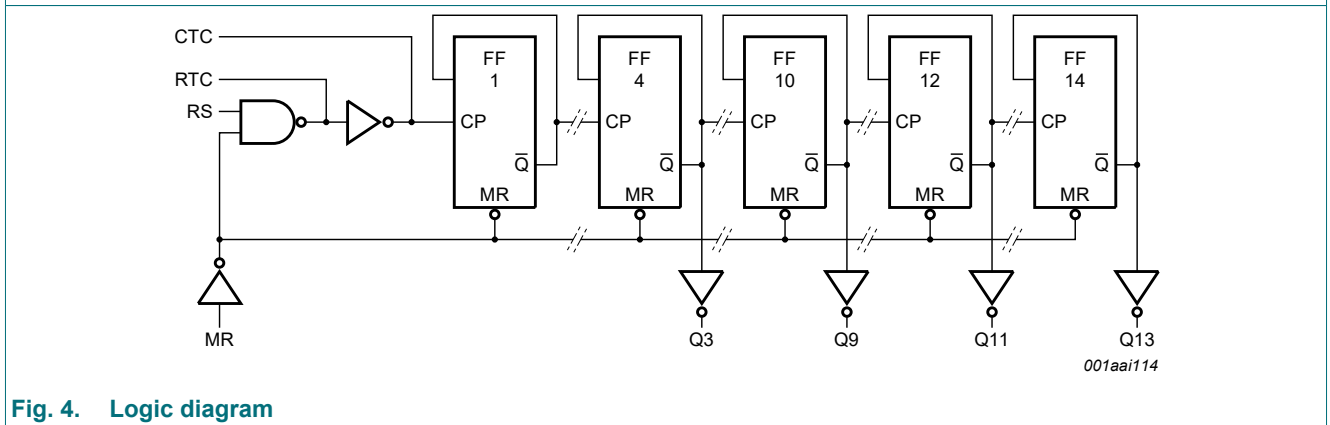 CTC
RTC
RS
FF
1
CP
Q̅
MR
FF
4
CP
Q̅
MR
FF
10
CP
Q̅
MR
FF
12
CP
Q̅
MR
FF
14
CP
Q̅
MR
MR
Q3
Q9
Q11
Q13
001aai114
Fig. 4. Logic diagram